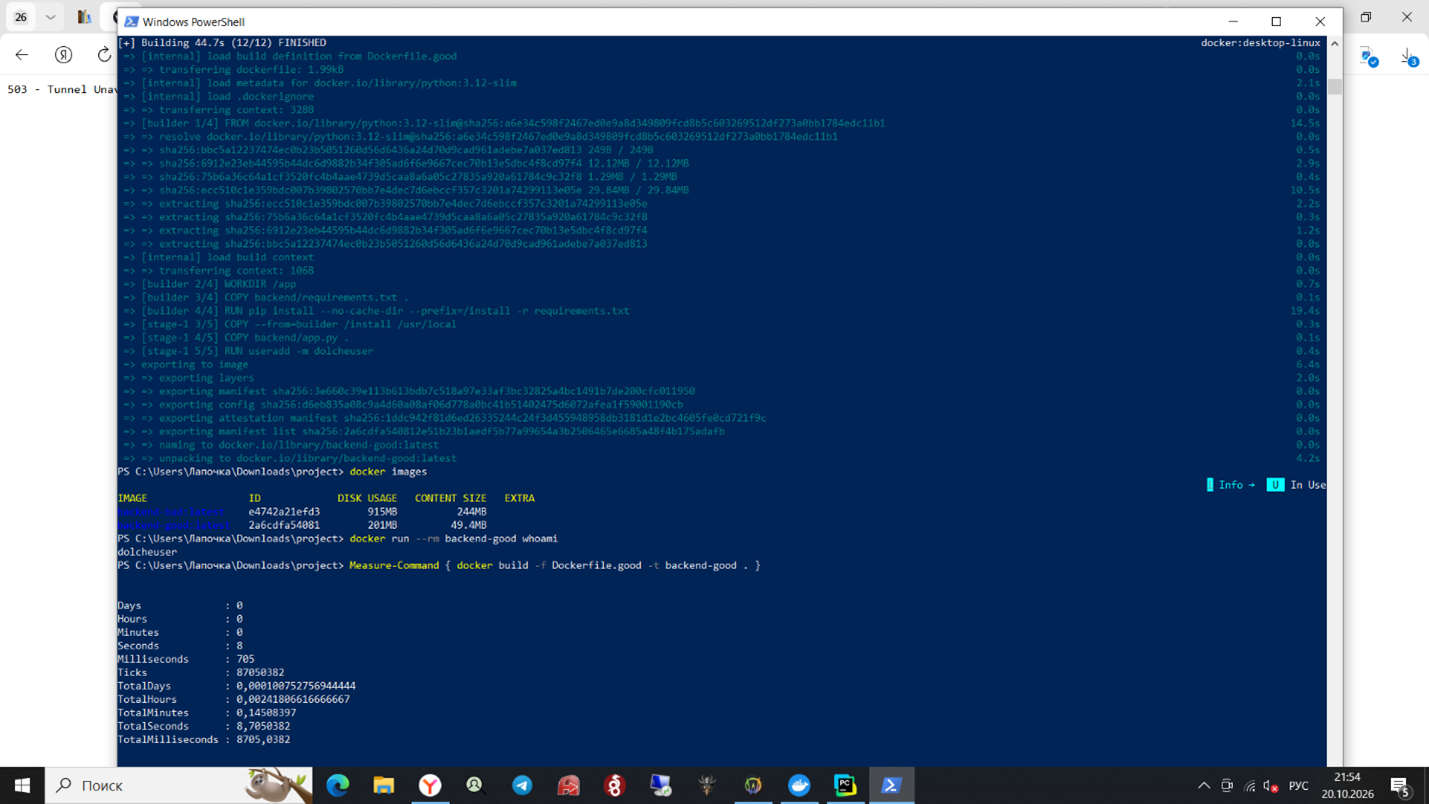 26
Windows PowerShell
503 - Tunnel Unav
[+] Building 44.7s (12/12) FINISHED docker:desktop-linux
=> [internal] load build definition from Dockerfile.good 0.0s
=> => transferring dockerfile: 1.99kB 0.0s
=> [internal] load metadata for docker.io/library/python:3.12-slim 2.1s
=> [internal] load .dockerignore 0.0s
=> => transferring context: 328B 0.0s
=> [builder 1/4] FROM docker.io/library/python:3.12-slim@sha256:a6e34c598f2467ed0e9a8d349809fcd8b5c603269512df273a0bb1784edc11b1 14.5s
=> => resolve docker.io/library/python:3.12-slim@sha256:a6e34c598f2467ed0e9a8d349809fcd8b5c603269512df273a0bb1784edc11b1 0.0s
=> => sha256:bbc5a12237474ec0b23b5051260d56d6436a24d70d9cad961adebe7a037ed813 249B / 249B 0.5s
=> => sha256:6912e23eb44595b44dc6d9882b34f305ad6f6e9667cec70b13e5dbc4f8cd97f4 12.12MB / 12.12MB 2.9s
=> => sha256:75b6a36c64a1cf3520fc4b4aae4739d5caa8a6a05c27835a920a61784c9c32f8 1.29MB / 1.29MB 0.4s
=> => sha256:ecc510c1e359bdc007b39802570bb7e4dec7d6ebccf357c3201a74299113e05e 29.84MB / 29.84MB 10.5s
=> => extracting sha256:ecc510c1e359bdc007b39802570bb7e4dec7d6ebccf357c3201a74299113e05e 2.2s
=> => extracting sha256:75b6a36c64a1cf3520fc4b4aae4739d5caa8a6a05c27835a920a61784c9c32f8 0.3s
=> => extracting sha256:6912e23eb44595b44dc6d9882b34f305ad6f6e9667cec70b13e5dbc4f8cd97f4 1.2s
=> => extracting sha256:bbc5a12237474ec0b23b5051260d56d6436a24d70d9cad961adebe7a037ed813 0.0s
=> [internal] load build context 0.0s
=> => transferring context: 106B 0.0s
=> [builder 2/4] WORKDIR /app 0.7s
=> [builder 3/4] COPY backend/requirements.txt . 0.1s
=> [builder 4/4] RUN pip install --no-cache-dir --prefix=/install -r requirements.txt 19.4s
=> [stage-1 3/5] COPY --from=builder /install /usr/local 0.3s
=> [stage-1 4/5] COPY backend/app.py . 0.1s
=> [stage-1 5/5] RUN useradd -m dolcheuser 0.4s
=> exporting to image 6.4s
=> => exporting layers 2.0s
=> => exporting manifest sha256:3e660c39e113b613bdb7c518a97e33af3bc32825a4bc1491b7de200cfc011950 0.0s
=> => exporting config sha256:d6eb835a08c9a4d60a08af06d778a0bc41b51402475d6072afea1f59001190cb 0.0s
=> => exporting attestation manifest sha256:1ddc942f81d6ed26335244c24f3d455948958db3181d1e2bc4605fe0cd721f9c 0.0s
=> => exporting manifest list sha256:2a6cdfa540812e51b23b1aedf5b77a99654a3b2506465e6685a48f4b175adafb 0.0s
=> => naming to docker.io/library/backend-good:latest 0.0s
=> => unpacking to docker.io/library/backend-good:latest 4.2s
PS C:\Users\Лапочка\Downloads\project> docker images
i Info → U In Use
IMAGE ID DISK USAGE CONTENT SIZE EXTRA
backend-bad:latest e4742a21efd3 915MB 244MB
backend-good:latest 2a6cdfa54081 201MB 49.4MB
PS C:\Users\Лапочка\Downloads\project> docker run --rm backend-good whoami
dolcheuser
PS C:\Users\Лапочка\Downloads\project> Measure-Command { docker build -f Dockerfile.good -t backend-good . }
Days : 0
Hours : 0
Minutes : 0
Seconds : 8
Milliseconds : 705
Ticks : 87050382
TotalDays : 0,000100752756944444
TotalHours : 0,00241806616666667
TotalMinutes : 0,14508397
TotalSeconds : 8,7050382
TotalMilliseconds : 8705,0382
Поиск
РУС
21:54
20.10.2026
5
3